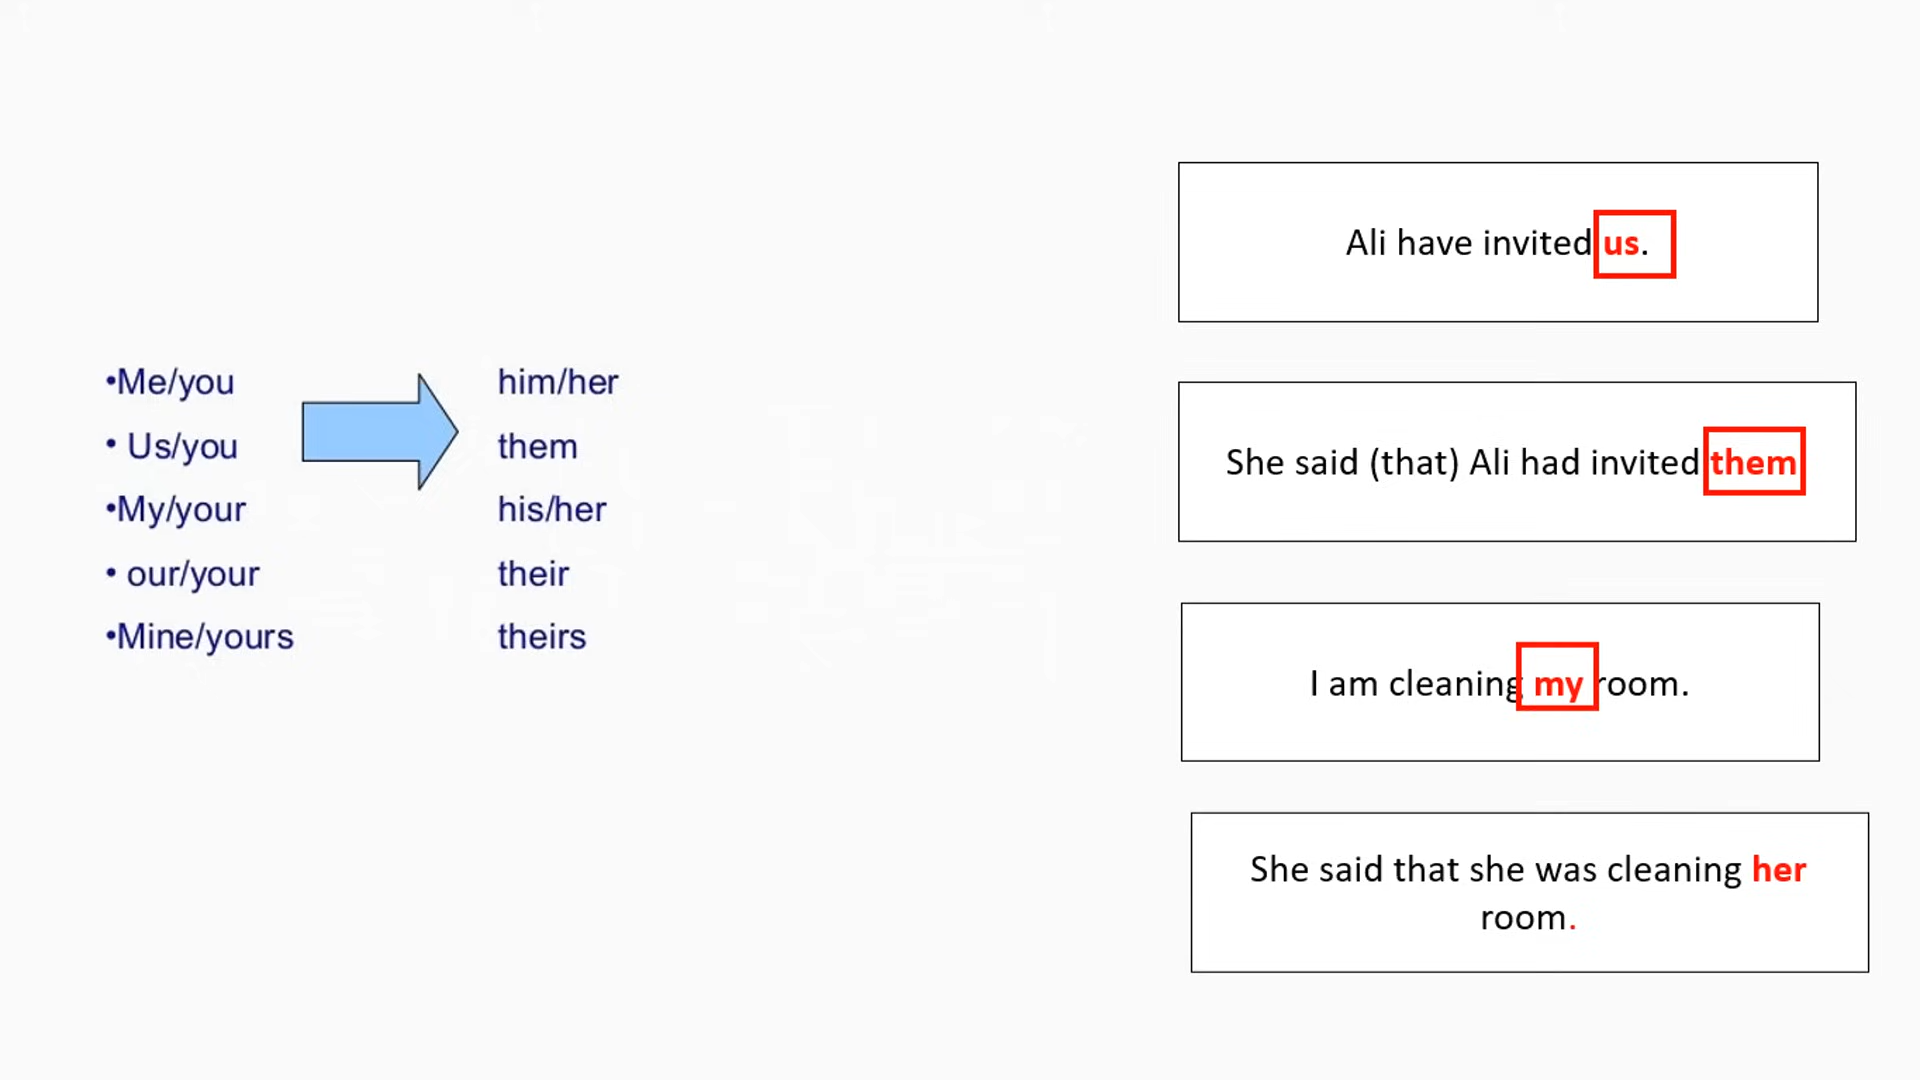 •Me/you him/her
• Us/you them
•My/your his/her
• our/your their
•Mine/yours theirs
Ali have invited us.
She said (that) Ali had invited them
I am cleaning my room.
She said that she was cleaning her
room.